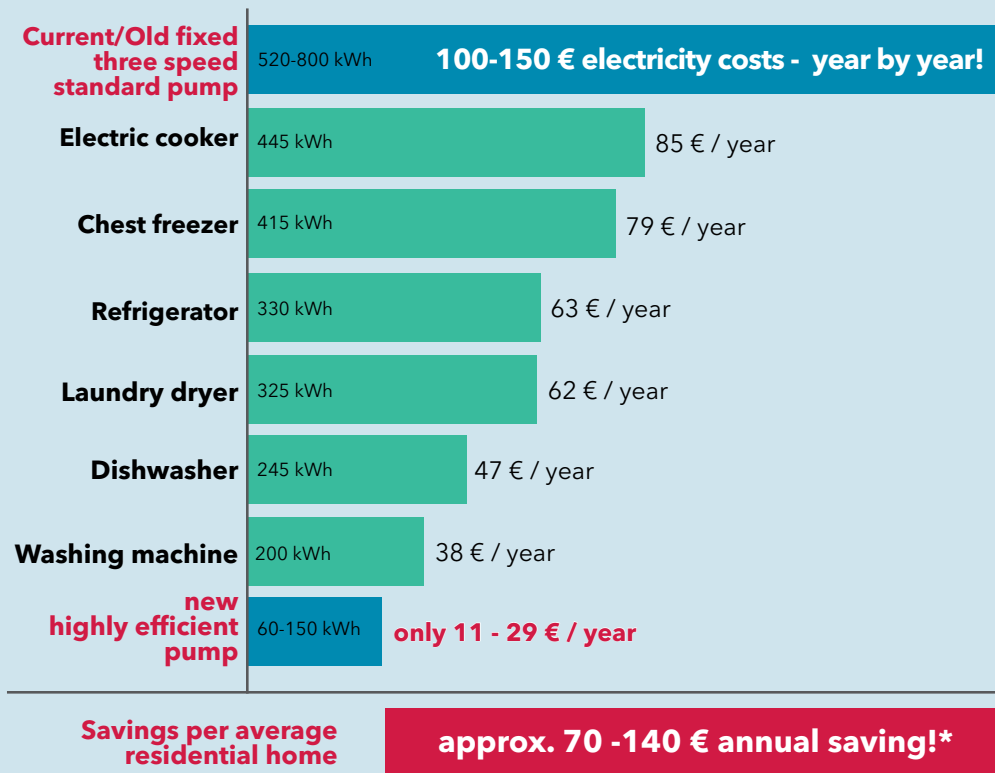 Current/Old fixed
three speed
standard pump
520-800 kWh
100-150 € electricity costs - year by year!
Electric cooker
445 kWh
85 € / year
Chest freezer
415 kWh
79 € / year
Refrigerator
330 kWh
63 € / year
Laundry dryer
325 kWh
62 € / year
Dishwasher
245 kWh
47 € / year
Washing machine
200 kWh
38 € / year
new
highly efficient
pump
60-150 kWh
only 11 - 29 € / year
Savings per average
residential home
approx. 70 -140 € annual saving!*